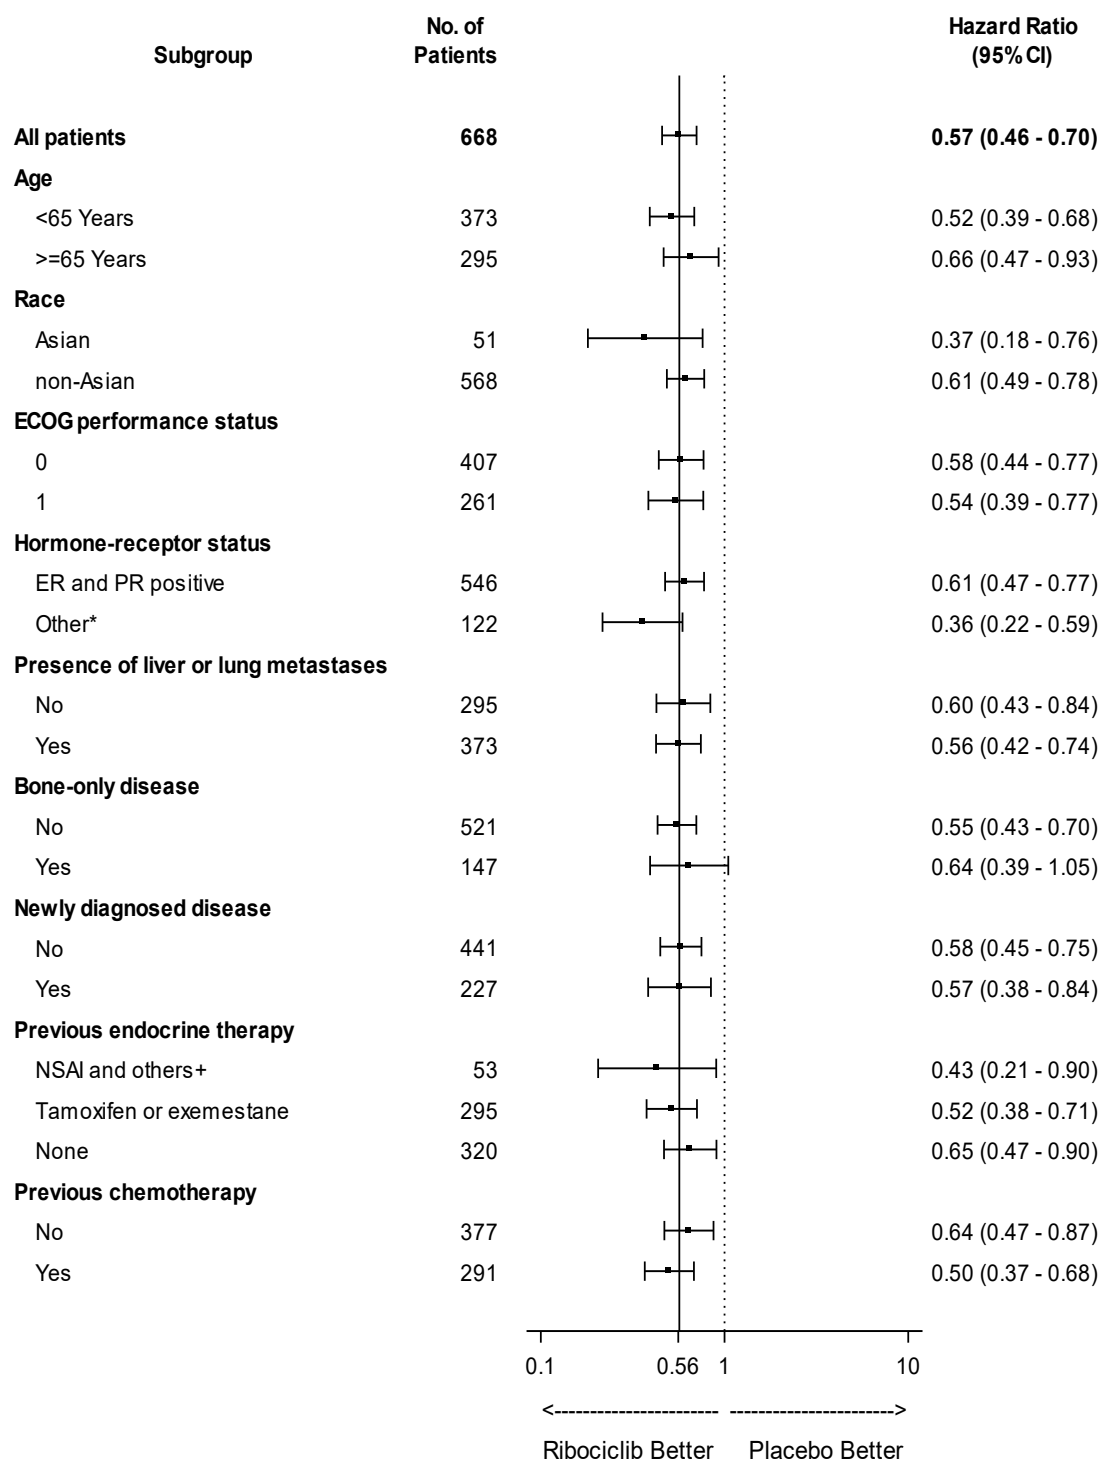 Subgroup No. of Patients Hazard Ratio (95% CI)
All patients 668 0.57 (0.46 - 0.70)
Age
<65 Years 373 0.52 (0.39 - 0.68)
>=65 Years 295 0.66 (0.47 - 0.93)
Race
Asian 51 0.37 (0.18 - 0.76)
non-Asian 568 0.61 (0.49 - 0.78)
ECOG performance status
0 407 0.58 (0.44 - 0.77)
1 261 0.54 (0.39 - 0.77)
Hormone-receptor status
ER and PR positive 546 0.61 (0.47 - 0.77)
Other* 122 0.36 (0.22 - 0.59)
Presence of liver or lung metastases
No 295 0.60 (0.43 - 0.84)
Yes 373 0.56 (0.42 - 0.74)
Bone-only disease
No 521 0.55 (0.43 - 0.70)
Yes 147 0.64 (0.39 - 1.05)
Newly diagnosed disease
No 441 0.58 (0.45 - 0.75)
Yes 227 0.57 (0.38 - 0.84)
Previous endocrine therapy
NSAI and others+ 53 0.43 (0.21 - 0.90)
Tamoxifen or exemestane 295 0.52 (0.38 - 0.71)
None 320 0.65 (0.47 - 0.90)
Previous chemotherapy
No 377 0.64 (0.47 - 0.87)
Yes 291 0.50 (0.37 - 0.68)
0.1 0.56 1 10
Ribociclib Better Placebo Better